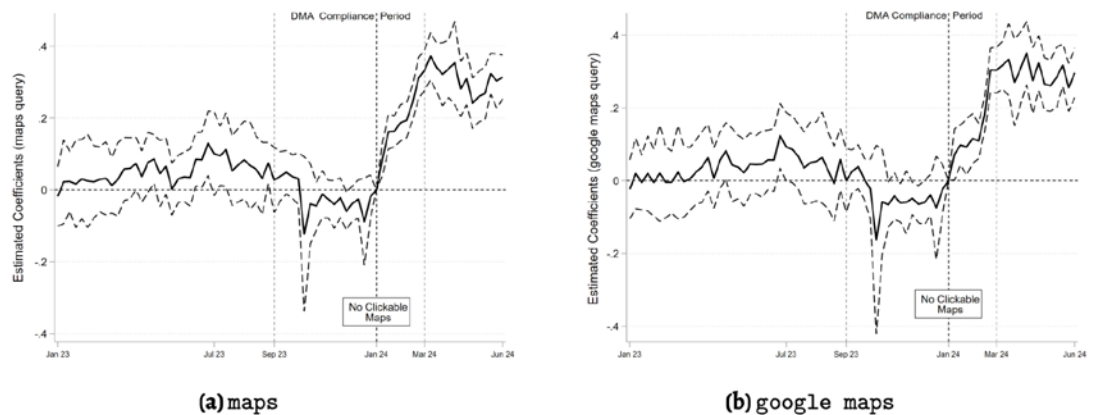 DMA Compliance Period
Estimated Coefficients (maps query)
.4
.2
0
-.2
-.4
No Clickable
Maps
Jan 23
Jul 23
Sep 23
Jan 24
Mar 24
Jun 24
(a) maps
DMA Compliance Period
Estimated Coefficients (google maps query)
.4
.2
0
-.2
-.4
No Clickable
Maps
Jan 23
Jul 23
Sep 23
Jan 24
Mar 24
Jun 24
(b) google maps